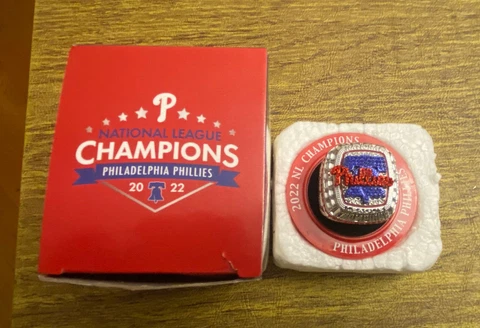 P
NATIONAL LEAGUE
CHAMPIONS
PHILADELPHIA PHILLIES
20 22
2022 NL CHAMPIONS
Phillies
PHILADELPHIA PHILLIES